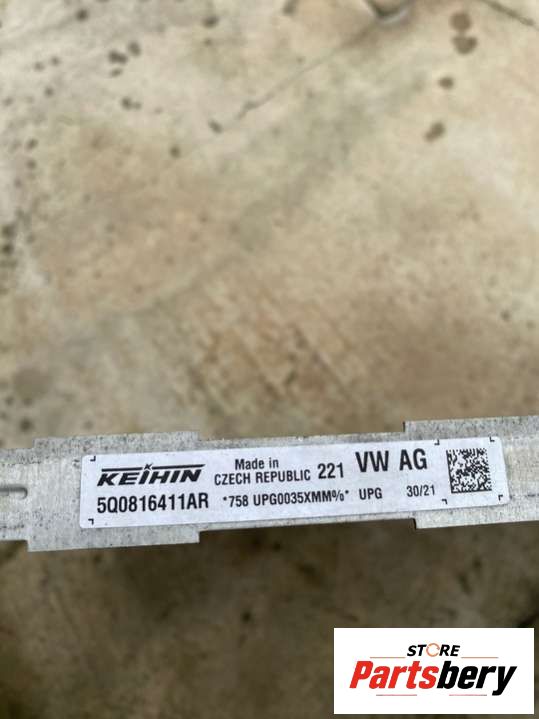 KEIHIN
Made in
CZECH REPUBLIC 221 VW AG
5Q0816411AR *758 UPG0035XMM%* UPG 30/21
STORE
Partsbery